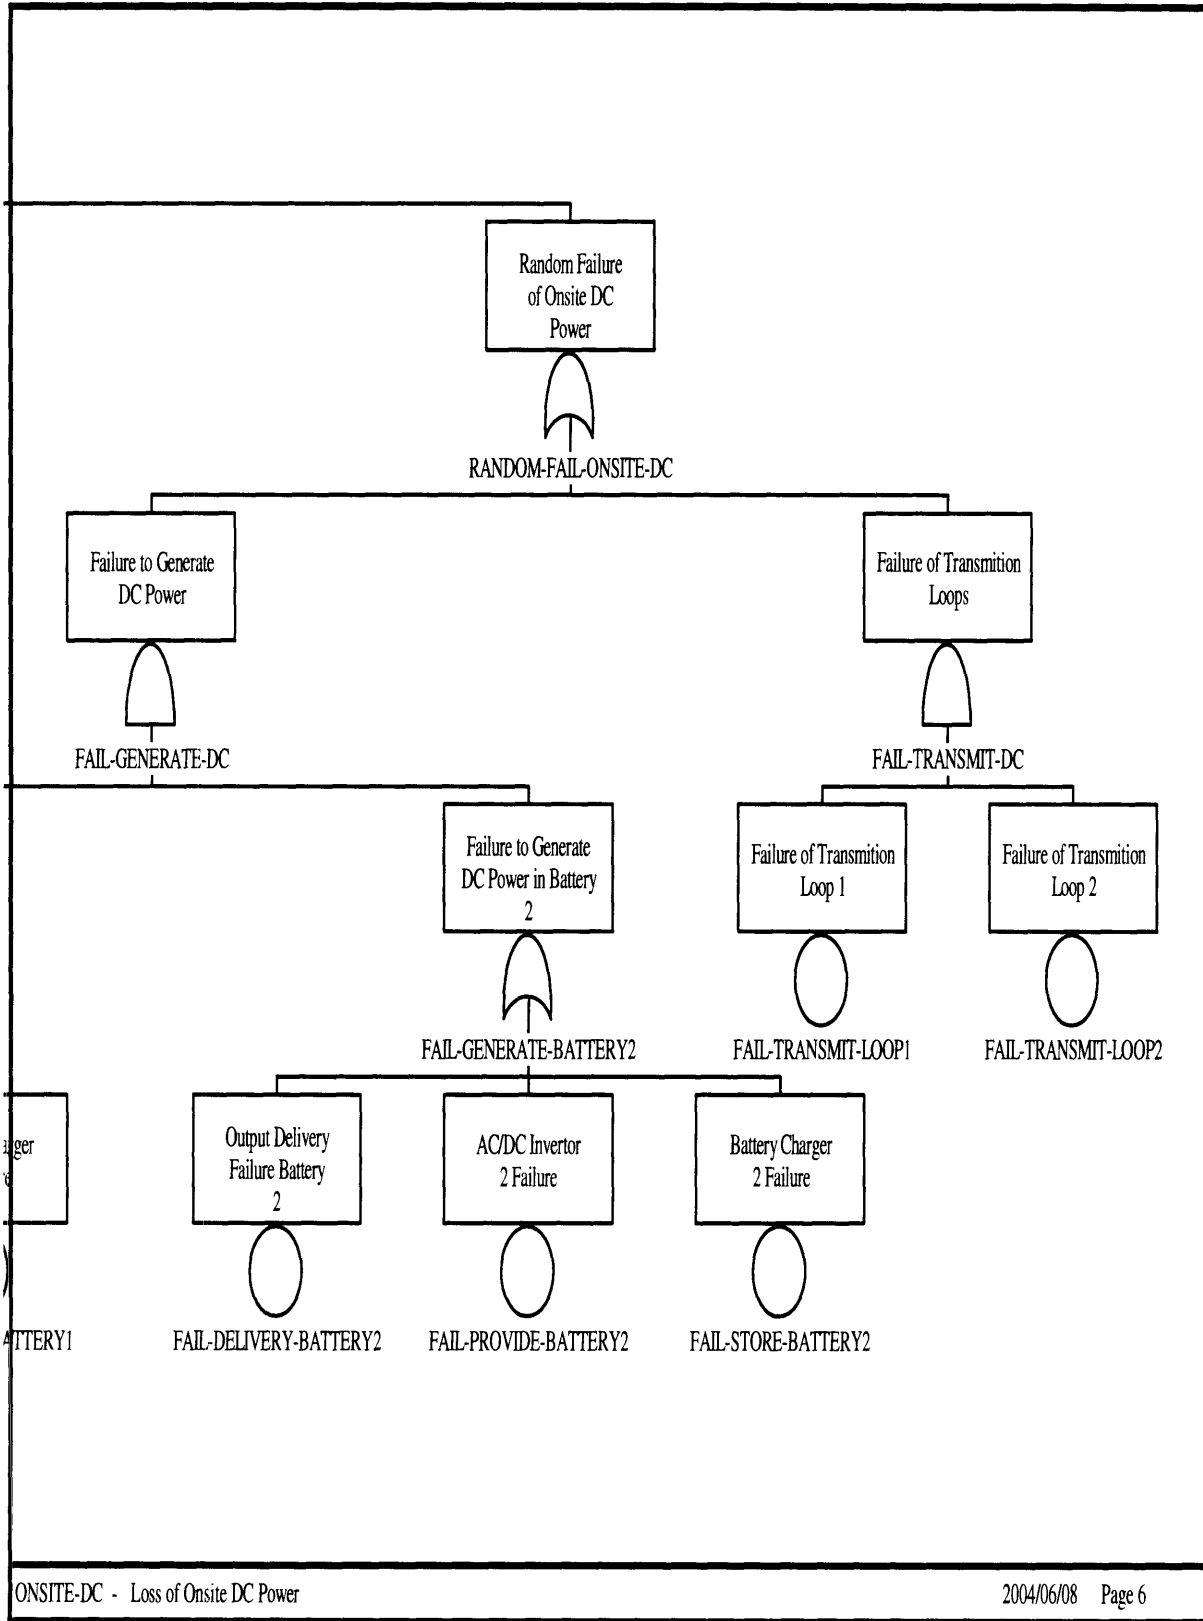 Random Failure
of Onsite DC
Power
RANDOM-FAIL-ONSITE-DC
Failure to Generate
DC Power
Failure of Transmition
Loops
FAIL-GENERATE-DC
FAIL-TRANSMIT-DC
Failure to Generate
DC Power in Battery
2
Failure of Transmition
Loop 1
Failure of Transmition
Loop 2
FAIL-GENERATE-BATTERY2
FAIL-TRANSMIT-LOOP1
FAIL-TRANSMIT-LOOP2
Output Delivery
Failure Battery
2
AC/DC Invertor
2 Failure
Battery Charger
2 Failure
ATTERY1
FAIL-DELIVERY-BATTERY2
FAIL-PROVIDE-BATTERY2
FAIL-STORE-BATTERY2
ONSITE-DC - Loss of Onsite DC Power
2004/06/08 Page 6